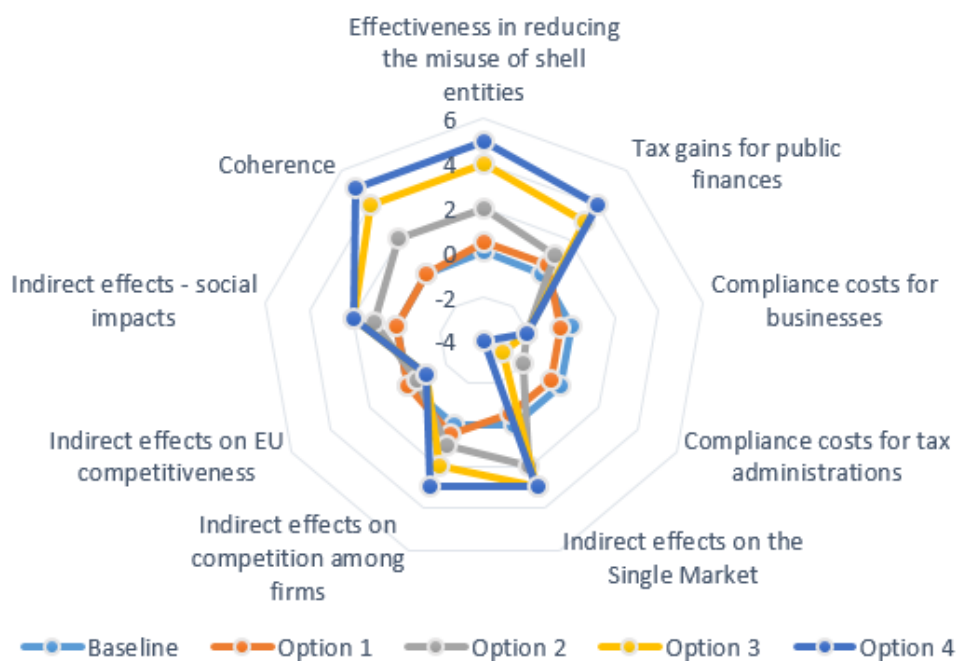 Effectiveness in reducing
the misuse of shell
entities
6
4
2
0
-2
-4
Tax gains for public
finances
Compliance costs for
businesses
Compliance costs for tax
administrations
Indirect effects on the
Single Market
Indirect effects on
competition among
firms
Indirect effects on EU
competitiveness
Indirect effects - social
impacts
Coherence
Baseline
Option 1
Option 2
Option 3
Option 4